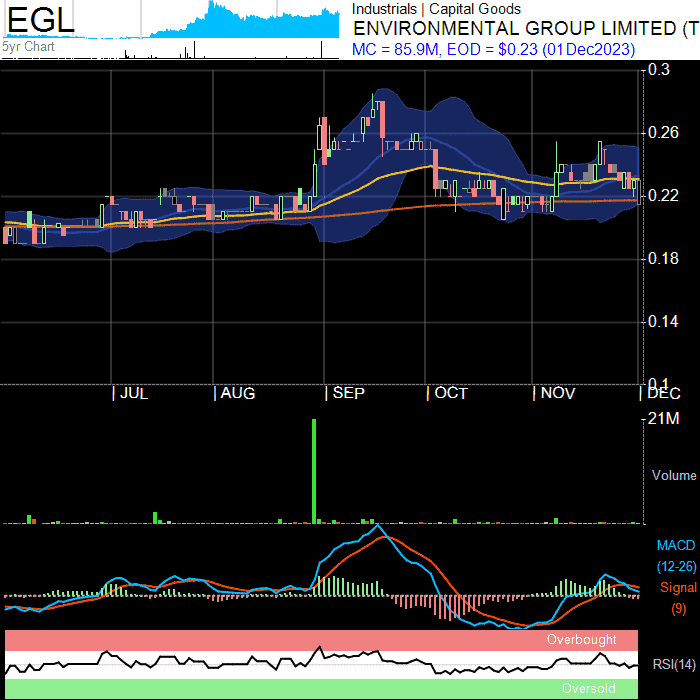 EGL
Industrials | Capital Goods
ENVIRONMENTAL GROUP LIMITED (T
MC = 85.9M, EOD = $0.23 (01Dec2023)
5yr Chart
0.3
0.26
0.22
0.18
0.14
0.1
JUL AUG SEP OCT NOV DEC
21M
Volume
MACD
(12-26)
Signal
(9)
Overbought
RSI(14)
Oversold